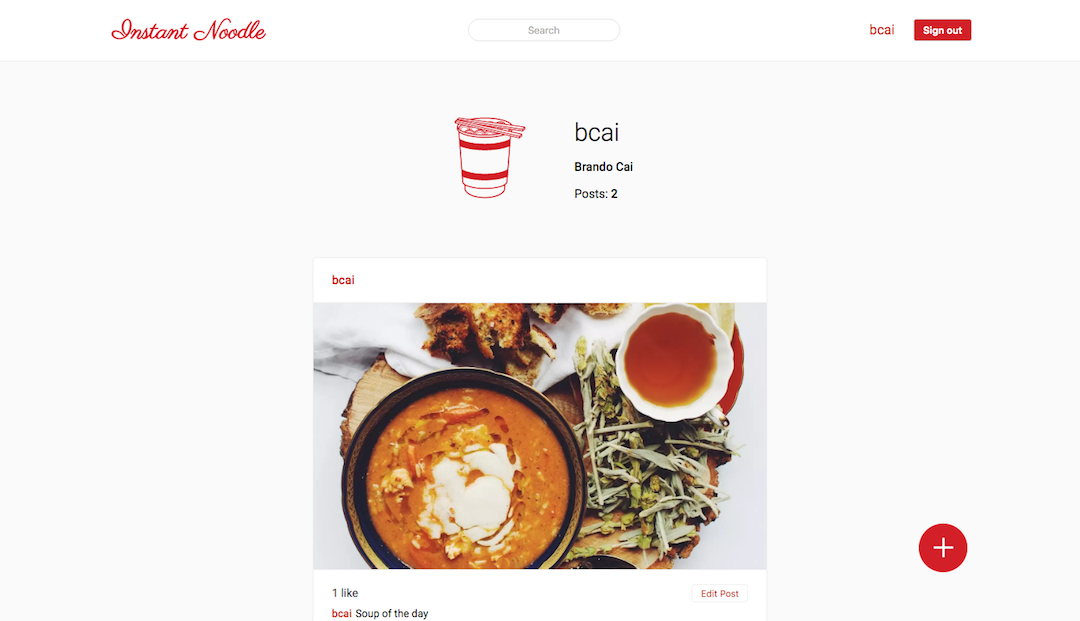 Instant Noodle
Search
bcai
Sign out
bcai
Brando Cai
Posts: 2
bcai
1 like
Edit Post
bcai Soup of the day